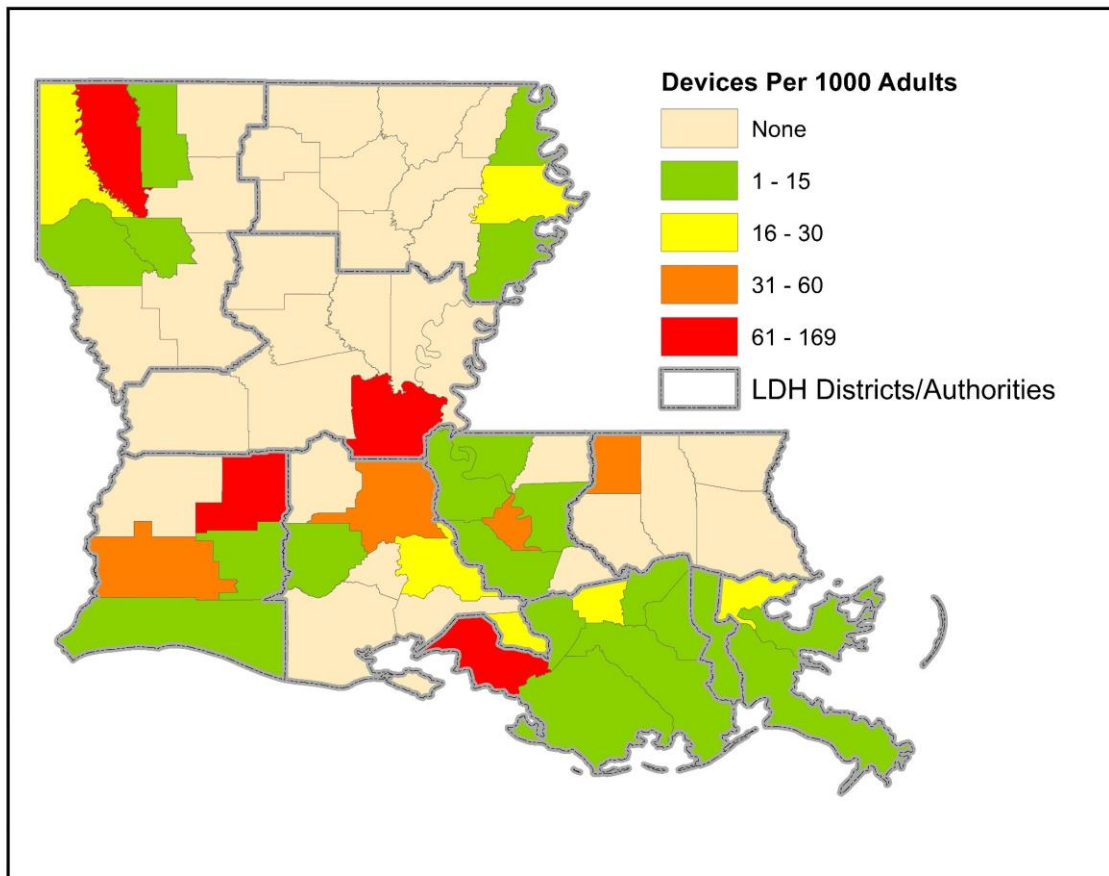 Devices Per 1000 Adults
None
1 - 15
16 - 30
31 - 60
61 - 169
LDH Districts/Authorities